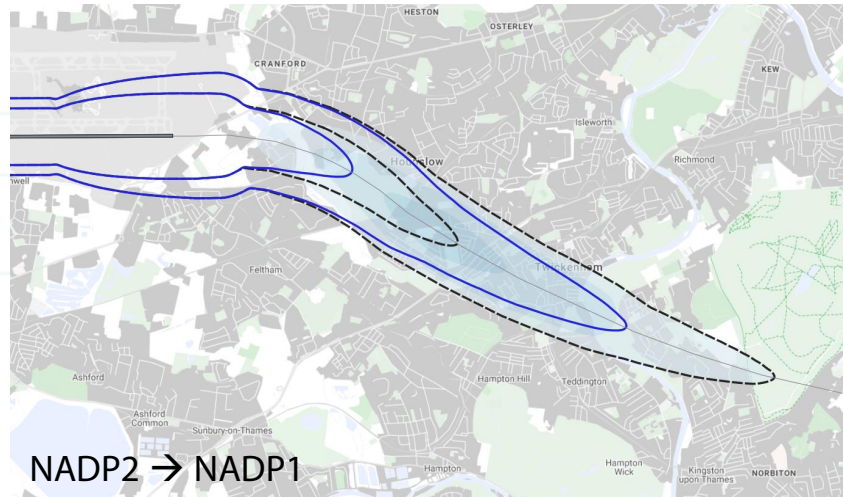 HESTON
OSTERLEY
CRANFORD
KEW
Isleworth
Hounslow
Richmond
nwell
Twickenham
Feltham
Ashford
Hampton Hill
Teddington
Ashford
Common
Sunbury-on-Thames
Hampton
Hampton
Wick
Kingston
upon Thames
NORBITON
NADP2 → NADP1